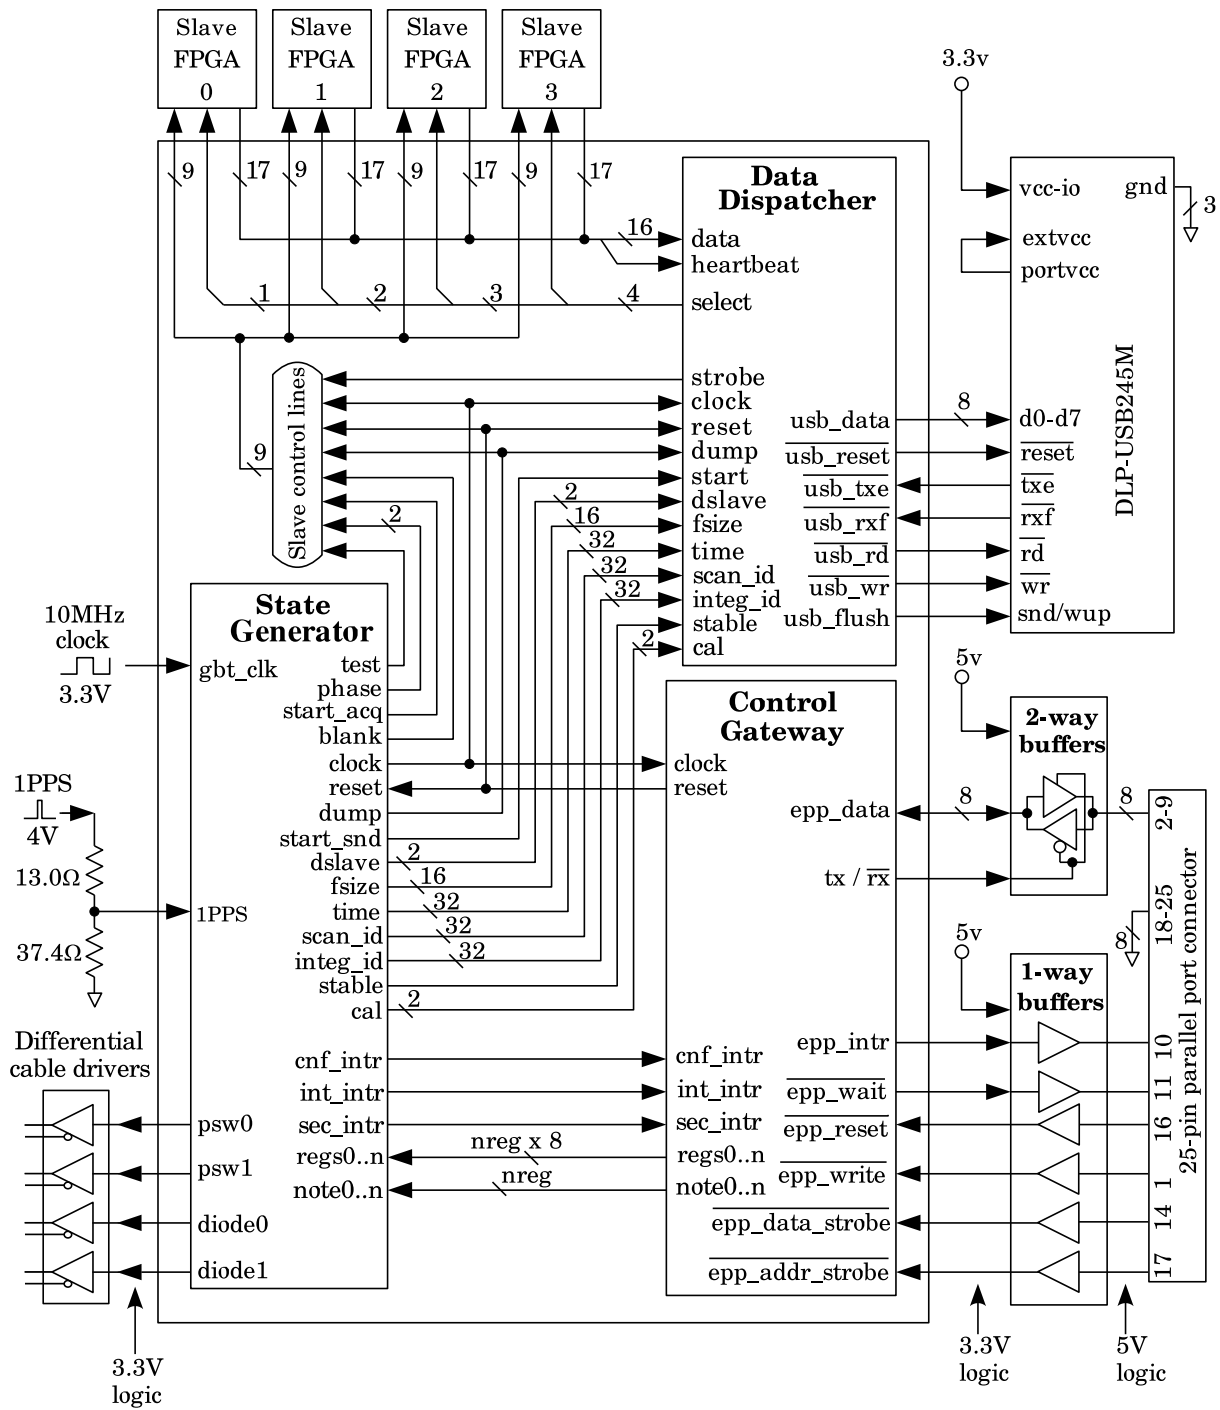 Slave
FPGA
0
Slave
FPGA
1
Slave
FPGA
2
Slave
FPGA
3
9
17
9
17
9
17
9
17
3.3v
Data
Dispatcher
vcc-io
gnd
3
extvcc
portvcc
16
data
heartbeat
1
2
3
4
select
DLP-USB245M
Slave control lines
9
strobe
clock
reset
dump
start
2
dslave
2
16
fsize
32
time
32
scan_id
32
integ_id
stable
2
cal
usb_data
8
d0-d7
usb_reset
reset
usb_txe
txe
usb_rxf
rxf
usb_rd
rd
usb_wr
wr
usb_flush
snd/wup
10MHz
clock
3.3V
State
Generator
gbt_clk
test
phase
start_acq
blank
clock
reset
dump
start_snd
dslave
2
fsize
16
time
32
scan_id
32
integ_id
32
stable
cal
2
cnf_intr
int_intr
sec_intr
regs0..n
note0..n
1PPS
4V
13.0Ω
1PPS
37.4Ω
Differential
cable drivers
psw0
psw1
diode0
diode1
3.3V
logic
Control
Gateway
clock
reset
epp_data
8
tx / rx
5v
2-way
buffers
8
2-9
18-25
8
25-pin parallel port connector
5v
1-way
buffers
cnf_intr
int_intr
sec_intr
nreg x 8
regs0..n
nreg
note0..n
epp_intr
10
epp_wait
11
epp_reset
16
epp_write
1
epp_data_strobe
14
epp_addr_strobe
17
3.3V
logic
5V
logic